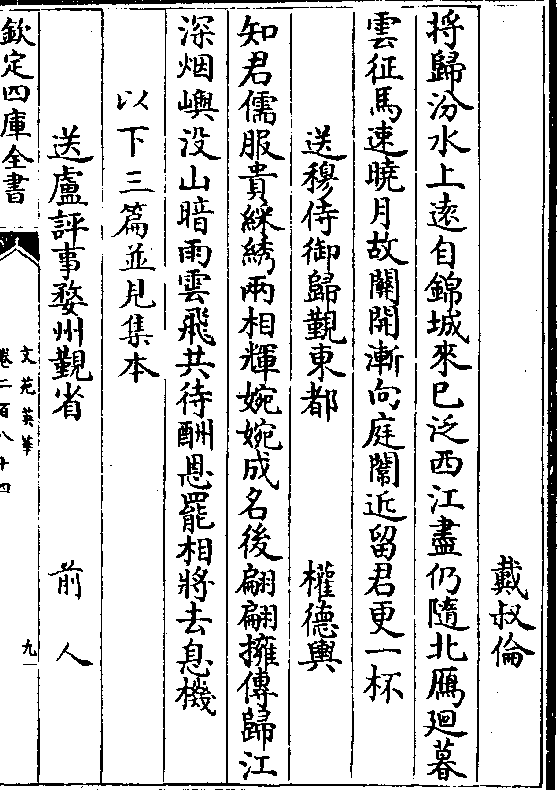 戴叔倫
將歸汾水上逺自錦城來已泛西江盡仍隨北鴈廻暮
雲征馬速曉月故關開漸向庭闈近留君更一杯
送穆侍御歸覲東都　權德輿
知君儒服貴綵綉兩相輝婉婉成名後翩翩擁傳歸江
深烟嶼没山暗雨雲飛共待酬恩罷相將去息機
以下三篇並見集本
送盧評事婺州覲省　前人
欽定四庫全書
文苑英華
卷二百八十四
九